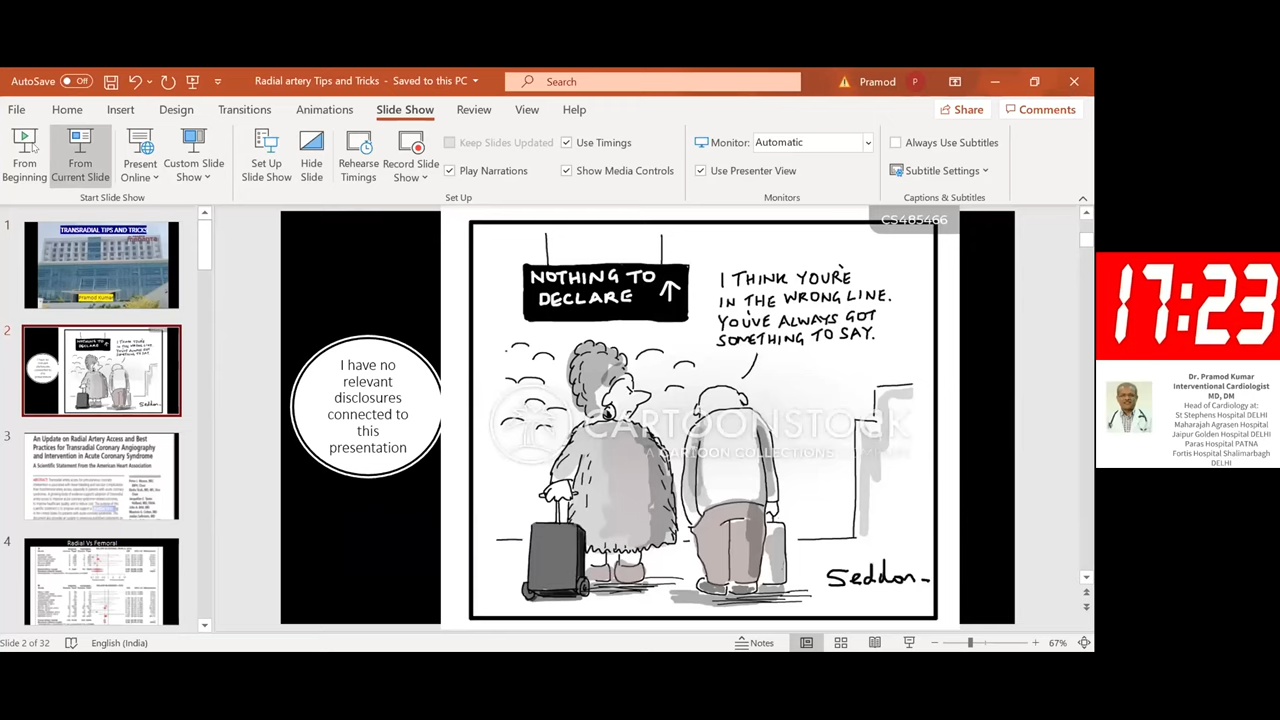 AutoSave Off
Radial artery Tips and Tricks - Saved to this PC
Search
Pramod P
File Home Insert Design Transitions Animations Slide Show Review View Help
Share Comments
From Beginning
From Current Slide
Present Online
Custom Slide Show
Set Up Slide Show
Hide Slide
Rehearse Timings
Record Slide Show
Keep Slides Updated
Play Narrations
Use Timings
Show Media Controls
Monitor: Automatic
Use Presenter View
Always Use Subtitles
Subtitle Settings
Start Slide Show
Set Up
Monitors
Captions & Subtitles
1
TRANSRADIAL TIPS AND TRICKS
Pramod Kumar
2
3
An Update on Radial Artery Access and Best
Practices for Transradial Coronary Angiography
and Intervention in Acute Coronary Syndrome
A Scientific Statement From the American Heart Association
4
Radial Vs Femoral
I have no
relevant
disclosures
connected to
this
presentation
CS485466
NOTHING TO
DECLARE
I THINK YOU'RE
IN THE WRONG LINE.
YOU'VE ALWAYS GOT
SOMETHING TO SAY.
CARTOONSTOCK
CARTOON COLLECTIONS
Seddon
17:23
Dr. Pramod Kumar
Interventional Cardiologist
MD, DM
Head of Cardiology at:
St Stephens Hospital DELHI
Maharajah Agrasen Hospital
Jaipur Golden Hospital DELHI
Paras Hospital PATNA
Fortis Hospital Shalimarbagh
DELHI
Slide 2 of 32
English (India)
Notes
67%